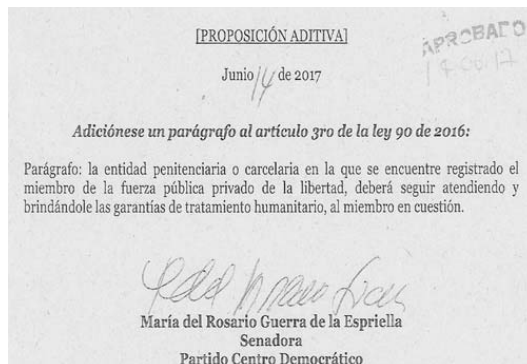 [PROPOSICIÓN ADITIVA]
APROBADO
14.06.17
Junio 14 de 2017
Adiciónese un parágrafo al artículo 3ro de la ley 90 de 2016:
Parágrafo: la entidad penitenciaria o carcelaria en la que se encuentre registrado el
miembro de la fuerza pública privado de la libertad, deberá seguir atendiendo y
brindándole las garantías de tratamiento humanitario, al miembro en cuestión.
María del Rosario Guerra de la Espriella
Senadora
Partido Centro Democrático